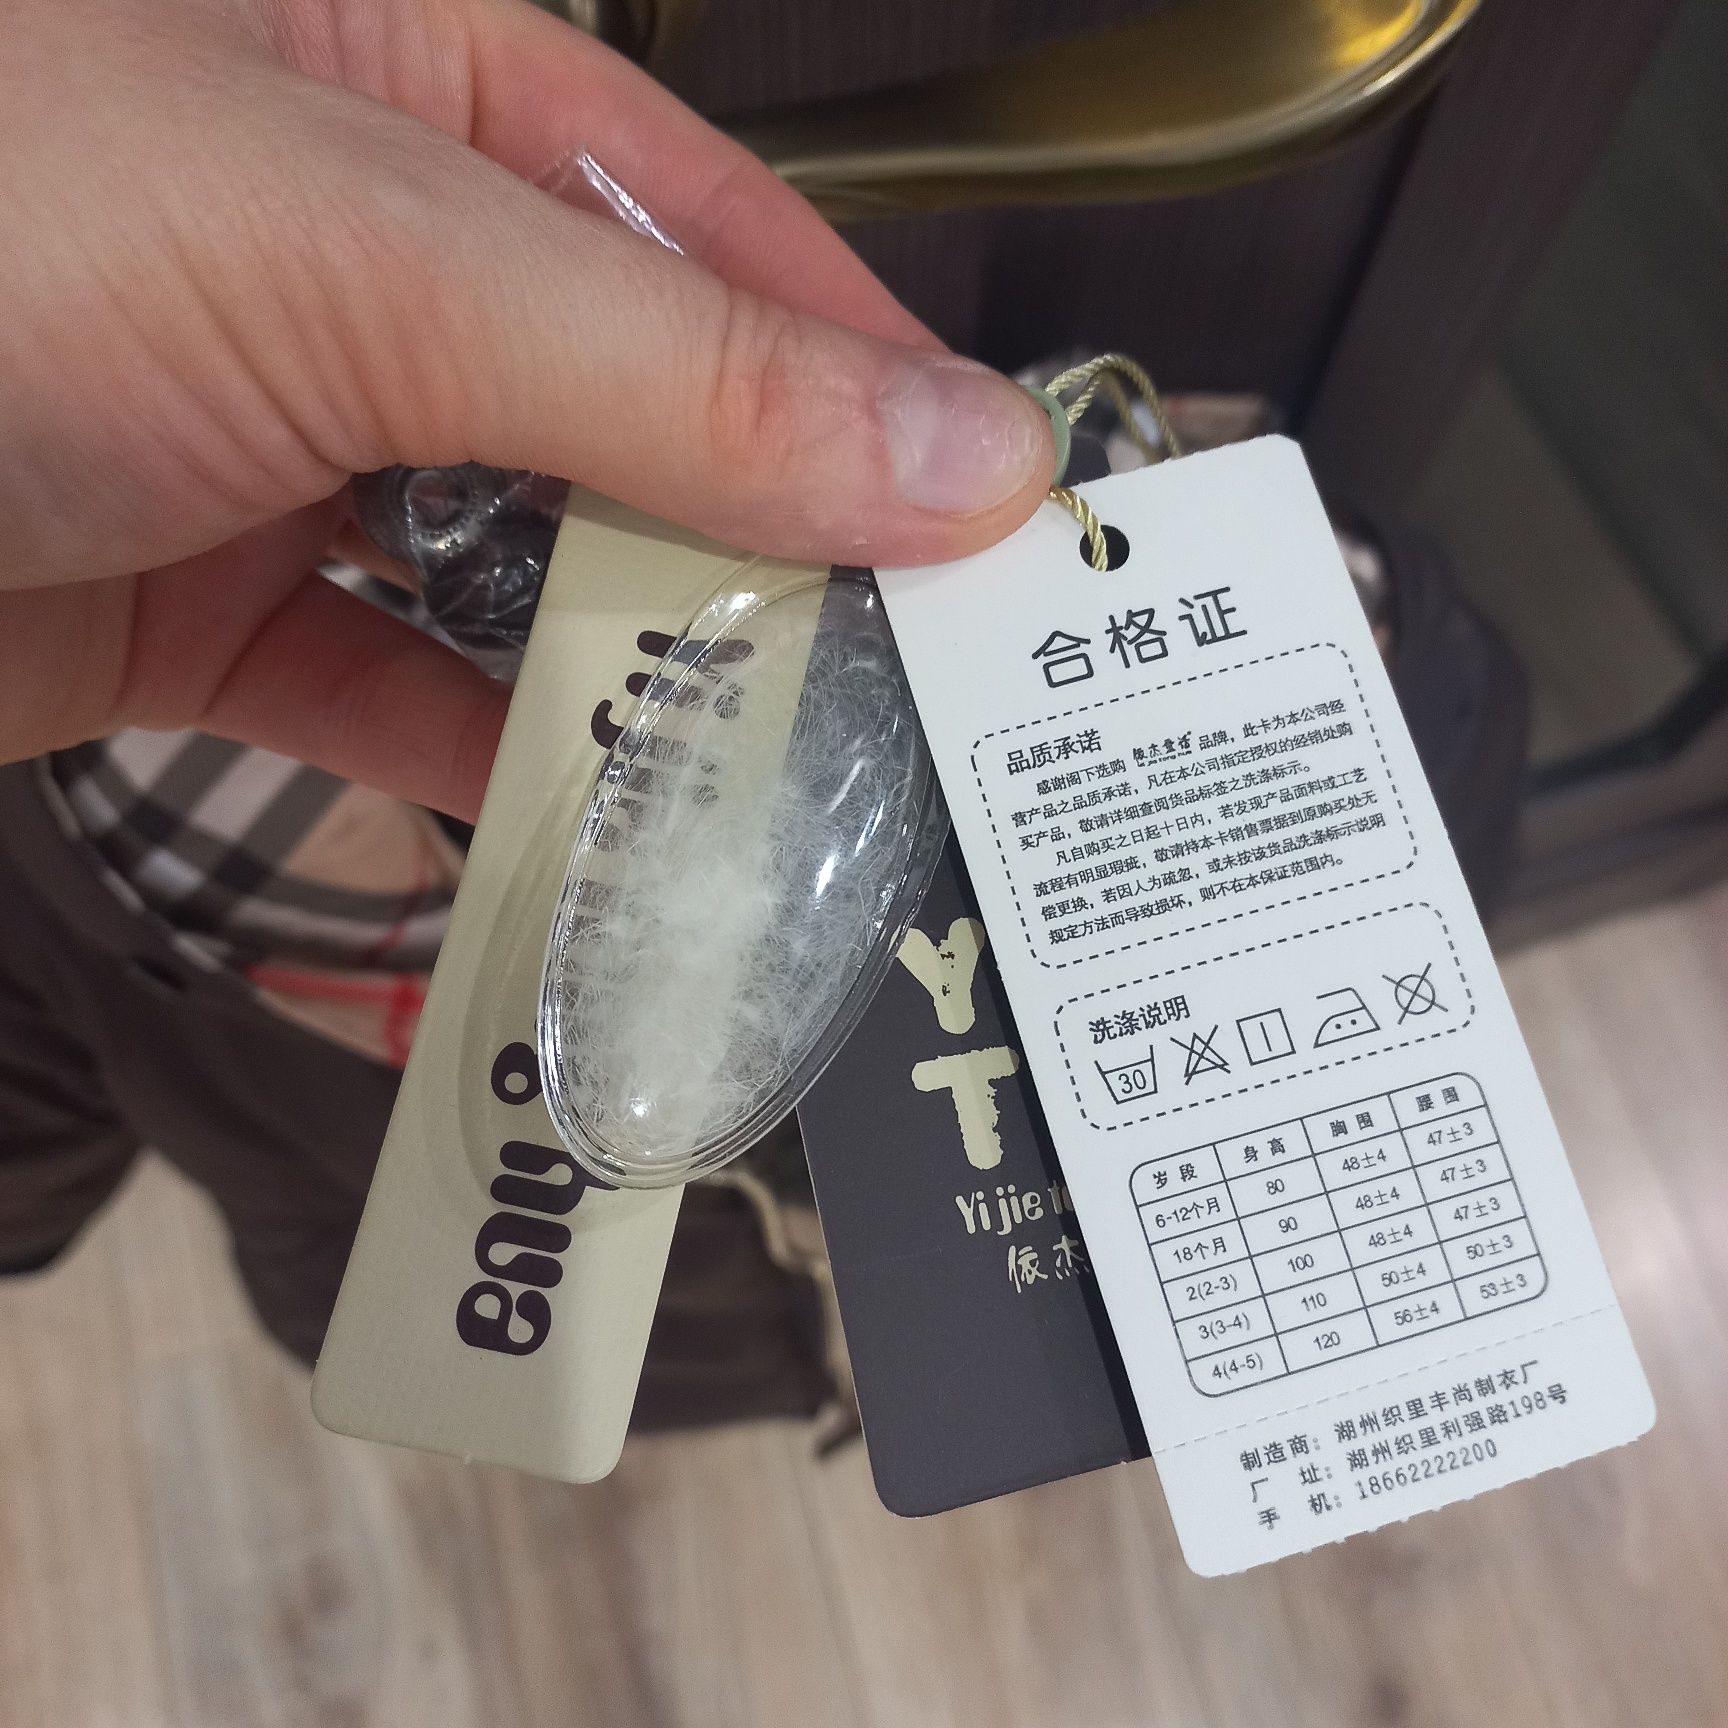 合格证
品质承诺
感谢阁下选购 依杰童话 品牌，此卡为本公司经
营产品之品质承诺，凡在本公司指定授权的经销处购
买产品，敬请详细查阅货品标签之洗涤标示。
凡自购买之日起十日内，若发现产品面料或工艺
流程有明显瑕疵，敬请持本卡销售票据到原购买处无
偿更换，若因人为疏忽，或未按该货品洗涤标示说明
规定方法而导致损坏，则不在本保证范围内。
洗涤说明
30
岁段 身高 胸围 腰围
6-12个月 80 48±4 47±3
18个月 90 48±4 47±3
2(2-3) 100 48±4 47±3
3(3-4) 110 50±4 50±3
4(4-5) 120 56±4 53±3
制造商：湖州织里丰尚制衣厂
厂 址：湖州织里利强路198号
手 机：18662222200
Y
T
Yi jie
依杰